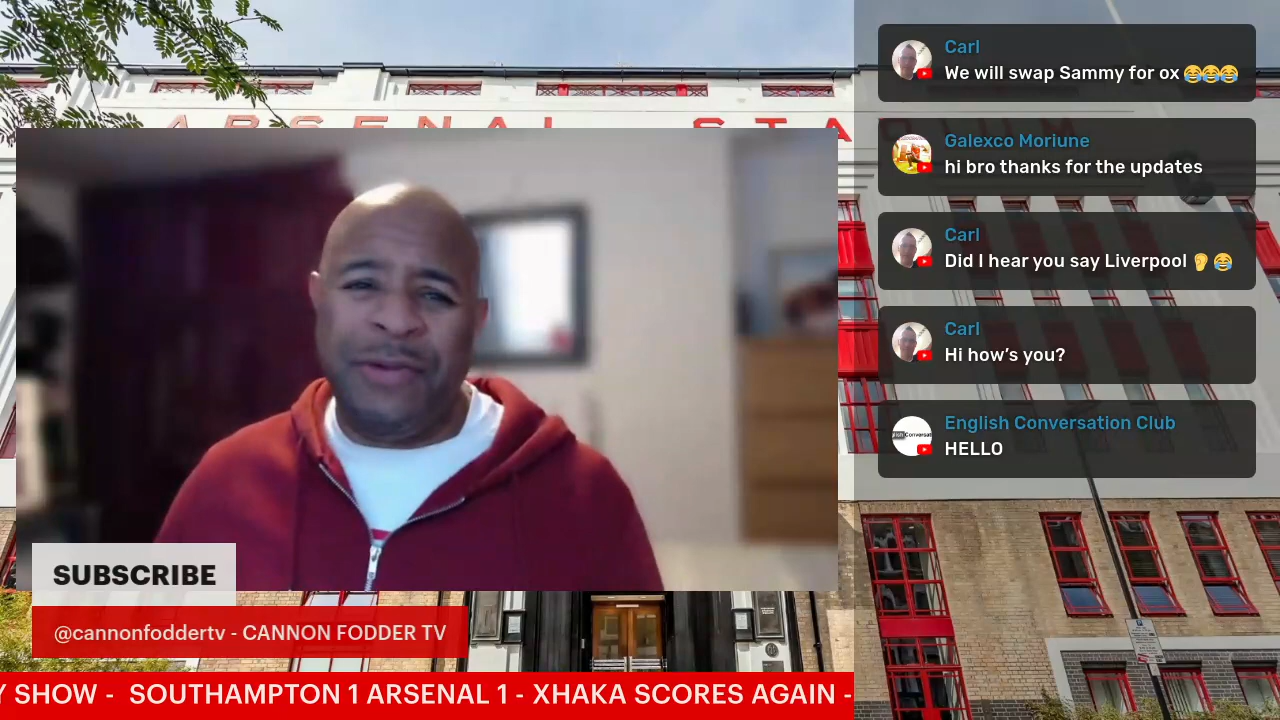 ARSENAL STADIUM
SUBSCRIBE
@cannonfoddertv - CANNON FODDER TV
Y SHOW - SOUTHAMPTON 1 ARSENAL 1 - XHAKA SCORES AGAIN -
Carl
We will swap Sammy for ox 😂😂😂
Galexco Moriune
hi bro thanks for the updates
Carl
Did I hear you say Liverpool 👂😂
Carl
Hi how’s you?
English Conversation Club
HELLO